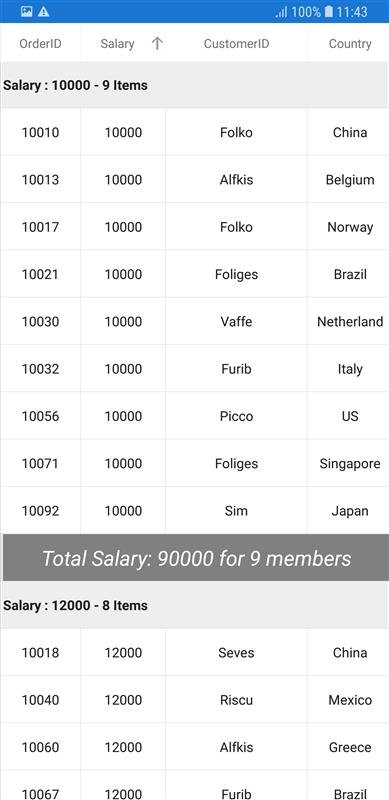 100% 11:43
OrderID Salary CustomerID Country
Salary : 10000 - 9 Items
10010 10000 Folko China
10013 10000 Alfkis Belgium
10017 10000 Folko Norway
10021 10000 Foliges Brazil
10030 10000 Vaffe Netherland
10032 10000 Furib Italy
10056 10000 Picco US
10071 10000 Foliges Singapore
10092 10000 Sim Japan
Total Salary: 90000 for 9 members
Salary : 12000 - 8 Items
10018 12000 Seves China
10040 12000 Riscu Mexico
10060 12000 Alfkis Greece
10067 12000 Furib Brazil